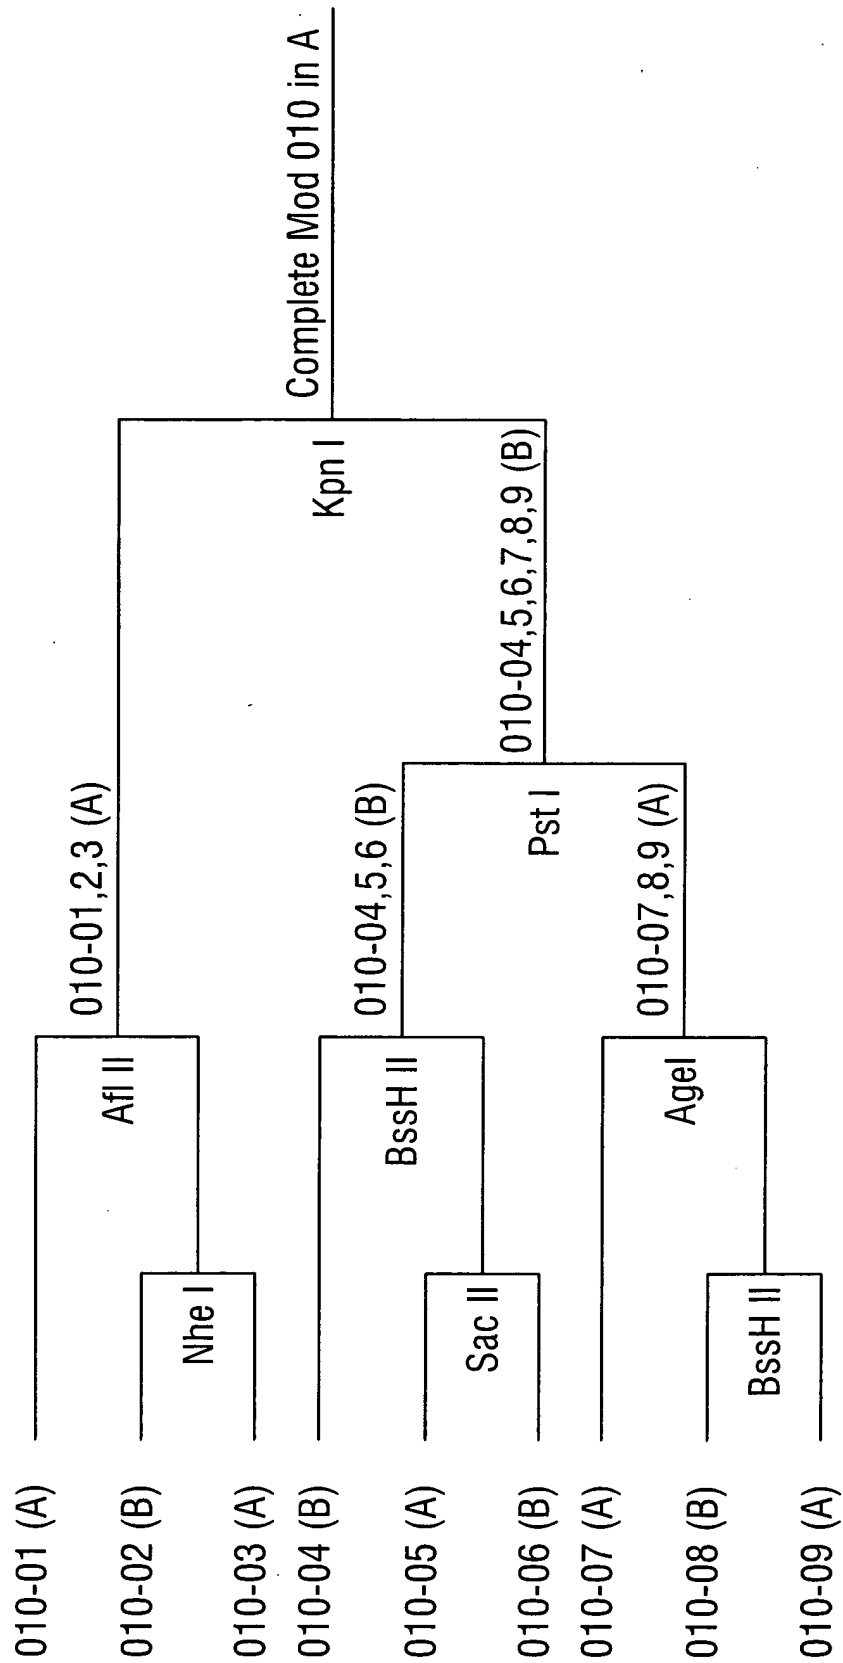 010-01 (A)
010-02 (B)
010-03 (A)
010-04 (B)
010-05 (A)
010-06 (B)
010-07 (A)
010-08 (B)
010-09 (A)
Nhe I
Sac II
BssH II
Afl II
BssH II
AgeI
010-01,2,3 (A)
010-04,5,6 (B)
010-07,8,9 (A)
Pst I
010-04,5,6,7,8,9 (B)
Kpn I
Complete Mod 010 in A